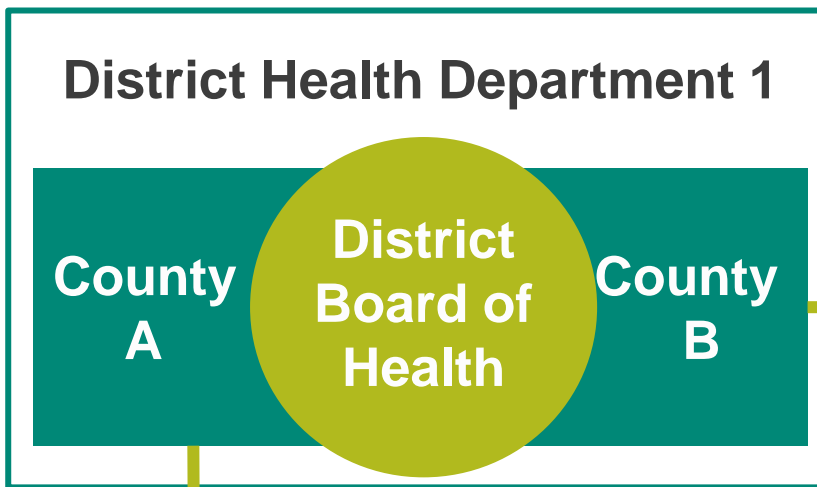 District Health Department 1
County
A
District
Board of
Health
County
B